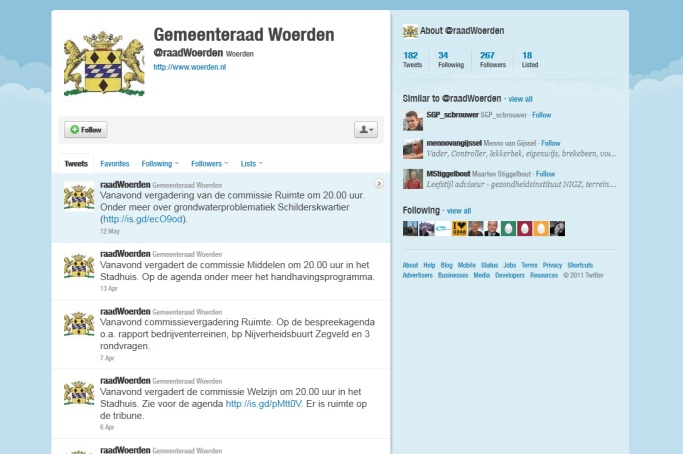 Gemeenteraad Woerden
@raadWoerden Woerden
http://www.woerden.nl
Follow
Tweets Favorites Following Followers Lists
raadWoerden Gemeenteraad Woerden
Vanavond vergadering van de commissie Ruimte om 20.00 uur.
Onder meer over grondwaterproblematiek Schilderskwartier
(http://is.gd/ecO9od).
12 May
raadWoerden Gemeenteraad Woerden
Vanavond vergadert de commissie Middelen om 20.00 uur in het
Stadhuis. Op de agenda onder meer het handhavingsprogramma.
13 Apr
raadWoerden Gemeenteraad Woerden
Vanavond commissievergadering Ruimte. Op de bespreekagenda
o.a. rapport bedrijventerreinen, bp Nijverheidsbuurt Zegveld en 3
rondvragen.
7 Apr
raadWoerden Gemeenteraad Woerden
Vanavond vergadert de commissie Welzijn om 20.00 uur in het
Stadhuis. Zie voor de agenda http://is.gd/pMtt0V. Er is ruimte op
de tribune.
6 Apr
raadWoerden Gemeenteraad Woerden
About @raadWoerden
182 34 267 18
Tweets Following Followers Listed
Similar to @raadWoerden · view all
SGP_scbrouwer SGP_scbrouwer · Follow
mennovangijssel Menno van Gijssel · Follow
Vader, Controller, lekkerbek, eigenwijs, brekebeen, vou...
MStiggelbout Maarten Stiggelbout · Follow
Leefstijl adviseur - gezondheidsinstituut NIGZ, terrein...
Following · view all
About Help Blog Mobile Status Jobs Terms Privacy Shortcuts
Advertisers Businesses Media Developers Resources © 2011 Twitter